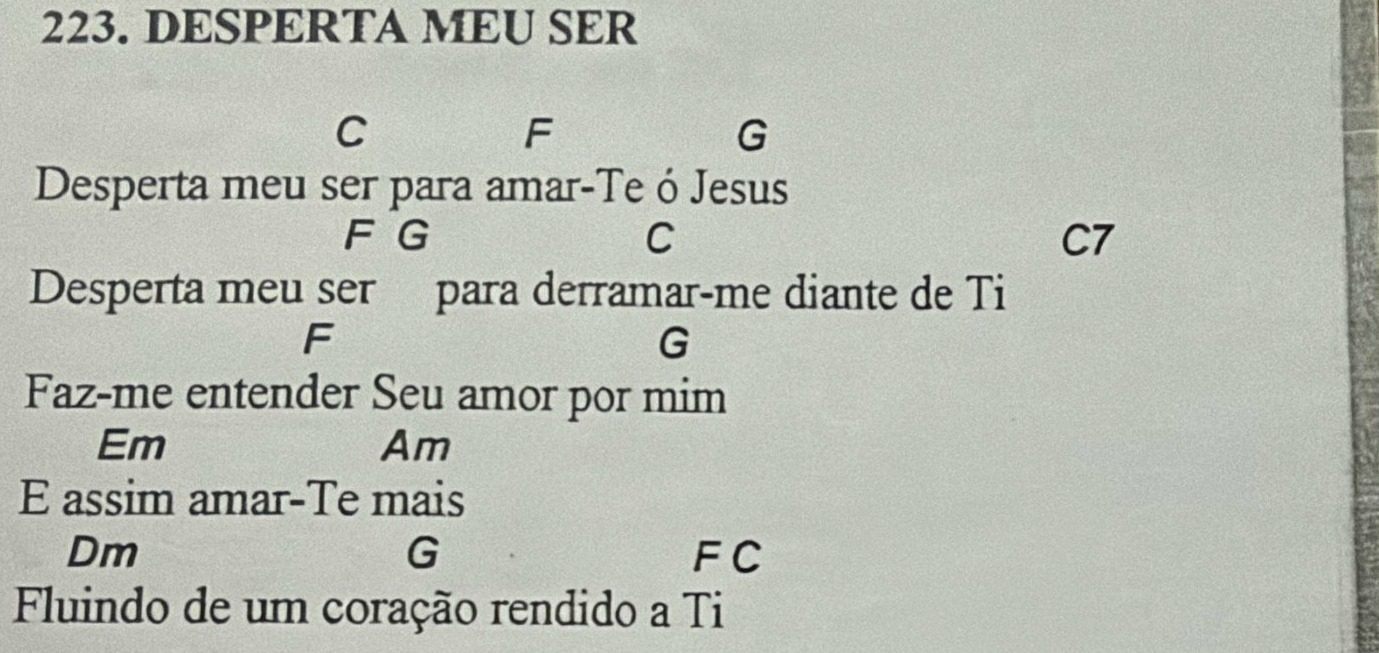 223. DESPERTA MEU SER
C F G
Desperta meu ser para amar-Te ó Jesus
F G C C7
Desperta meu ser para derramar-me diante de Ti
F G
Faz-me entender Seu amor por mim
Em Am
E assim amar-Te mais
Dm G F C
Fluindo de um coração rendido a Ti